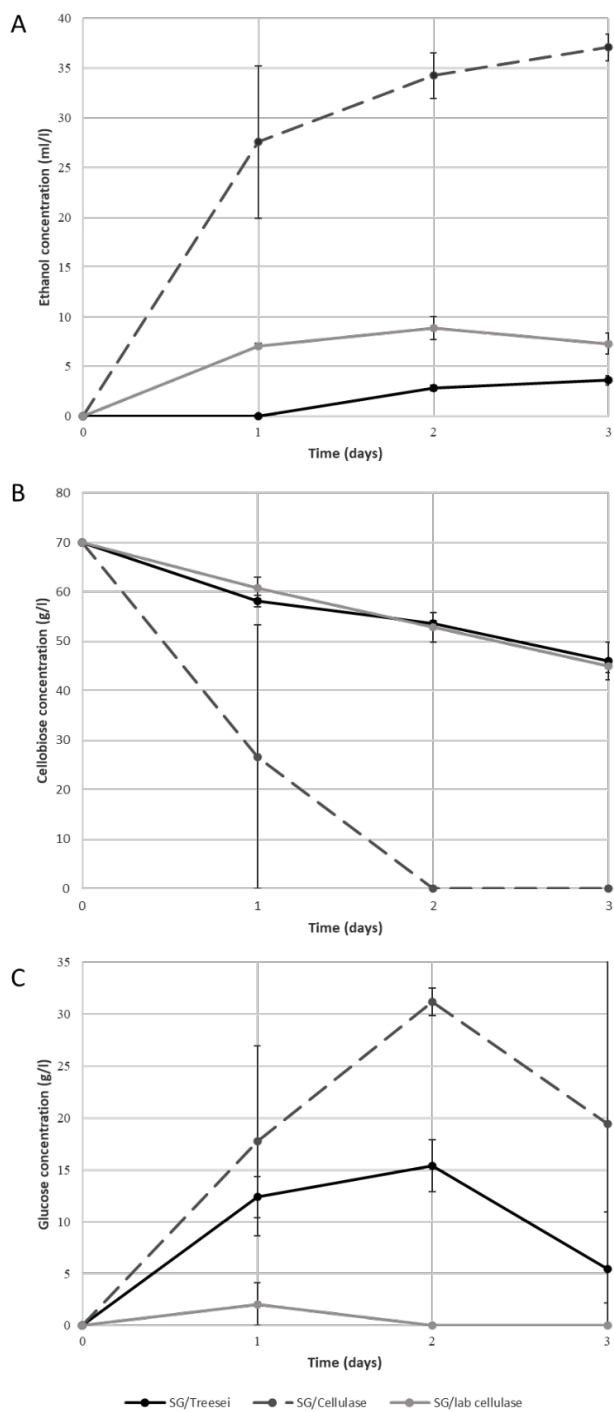 A
Ethanol concentration (ml/l)
40
35
30
25
20
15
10
5
0
0 1 2 3
Time (days)
B
Cellobiose concentration (g/l)
80
70
60
50
40
30
20
10
0
0 1 2 3
Time (days)
C
Glucose concentration (g/l)
35
30
25
20
15
10
5
0
0 1 2 3
Time (days)
SG/Treesei SG/Cellulase SG/lab cellulase